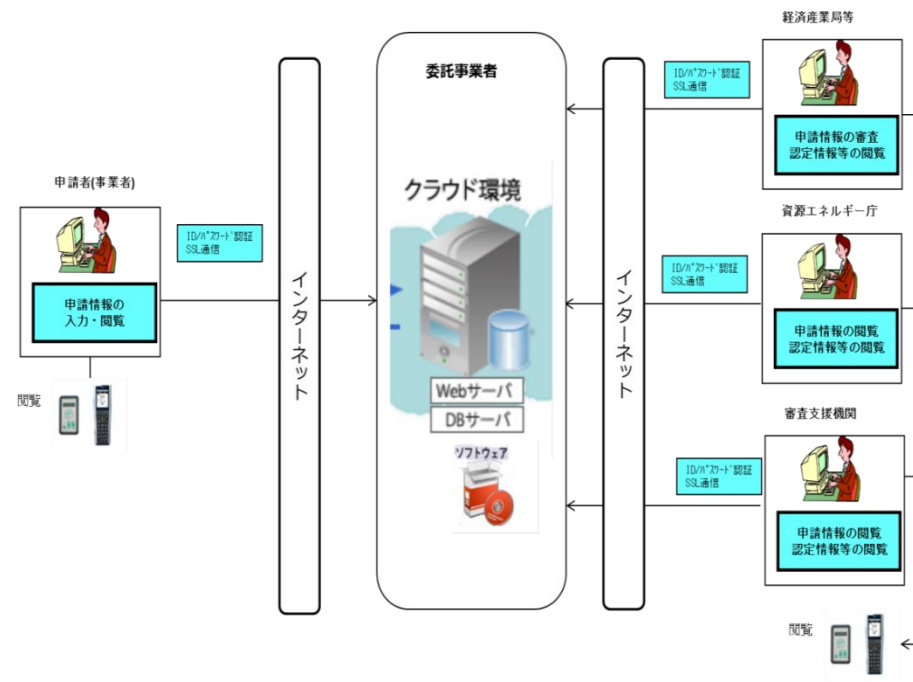 経済産業局等
委託事業者
ID/ﾊﾟｽﾜｰﾄﾞ認証
SSL通信
申請情報の審査
認定情報等の閲覧
申請者(事業者)
クラウド環境
資源エネルギー庁
ID/ﾊﾟｽﾜｰﾄﾞ認証
SSL通信
ID/ﾊﾟｽﾜｰﾄﾞ認証
SSL通信
インターネット
インターネット
申請情報の
入力・閲覧
申請情報の閲覧
認定情報等の閲覧
Webサーバ
DBサーバ
閲覧
審査支援機関
ソフトウェア
ID/ﾊﾟｽﾜｰﾄﾞ認証
SSL通信
申請情報の閲覧
認定情報等の閲覧
閲覧